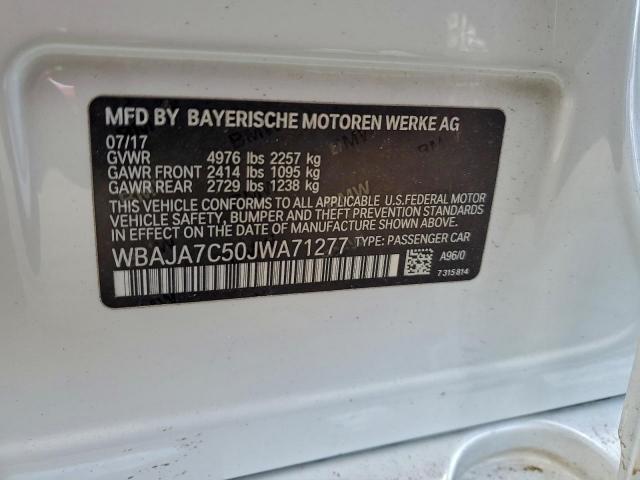 MFD BY BAYERISCHE MOTOREN WERKE AG
07/17
GVWR 4976 lbs 2257 kg
GAWR FRONT 2414 lbs 1095 kg
GAWR REAR 2729 lbs 1238 kg
THIS VEHICLE CONFORMS TO ALL APPLICABLE U.S.FEDERAL MOTOR
VEHICLE SAFETY, BUMPER AND THEFT PREVENTION STANDARDS
IN EFFECT ON THE DATE OF MANUFACTURE SHOWN ABOVE.
WBAJA7C50JWA71277 TYPE: PASSENGER CAR
A96/0
7315814